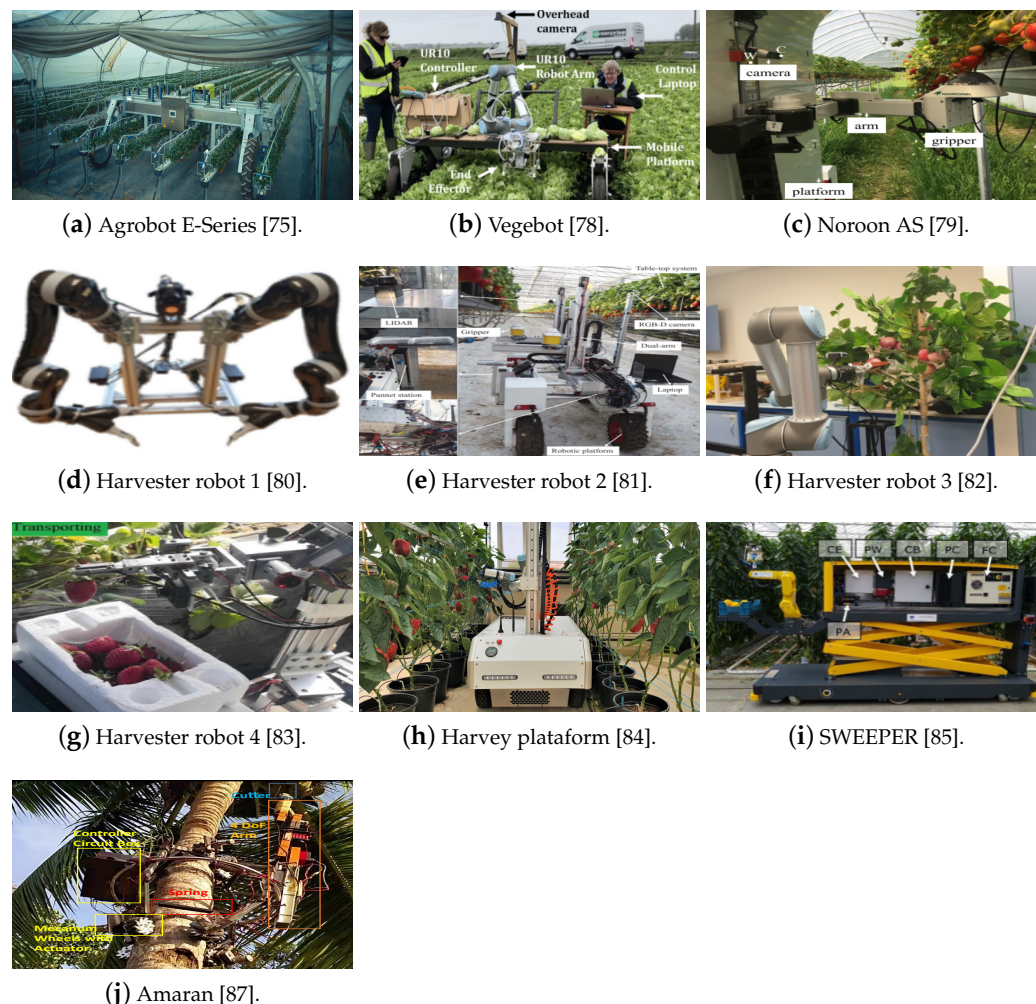 Overhead
camera
UR10
Controller
UR10
Robot Arm
Control
Laptop
Mobile
Platform
End
Effector
W
C
camera
NORONN
arm
gripper
platform
(a) Agrobot E-Series [75].
(b) Vegebot [78].
(c) Noroon AS [79].
Table-top system
LIDAR
Gripper
RGB-D camera
Dual-arm
Laptop
Punnet station
Robotic platform
(d) Harvester robot 1 [80].
(e) Harvester robot 2 [81].
(f) Harvester robot 3 [82].
Transporting
CE
PW
CB
PC
FC
PA
(g) Harvester robot 4 [83].
(h) Harvey plataform [84].
(i) SWEEPER [85].
Cutter
4 DoF
Arm
Controller
Circuit Box
Spring
Mecanum
Wheels with
Actuator
(j) Amaran [87].